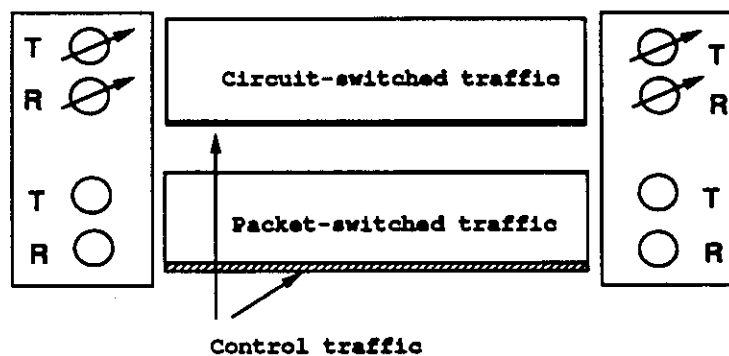 T Circuit-switched traffic T
R R
T Packet-switched traffic T
R R
Control traffic